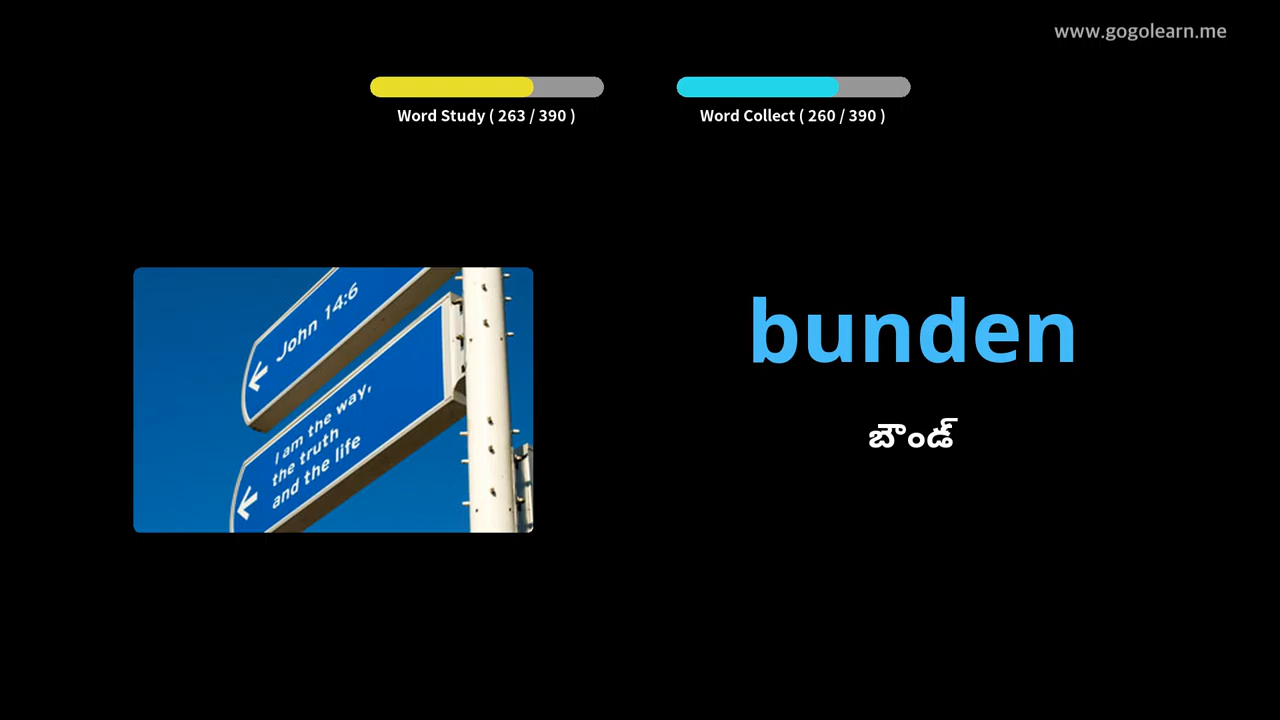 www.gogolearn.me
Word Study ( 263 / 390 )
Word Collect ( 260 / 390 )
John 14:6
I am the way,
the truth
and the life
bunden
బౌండ్